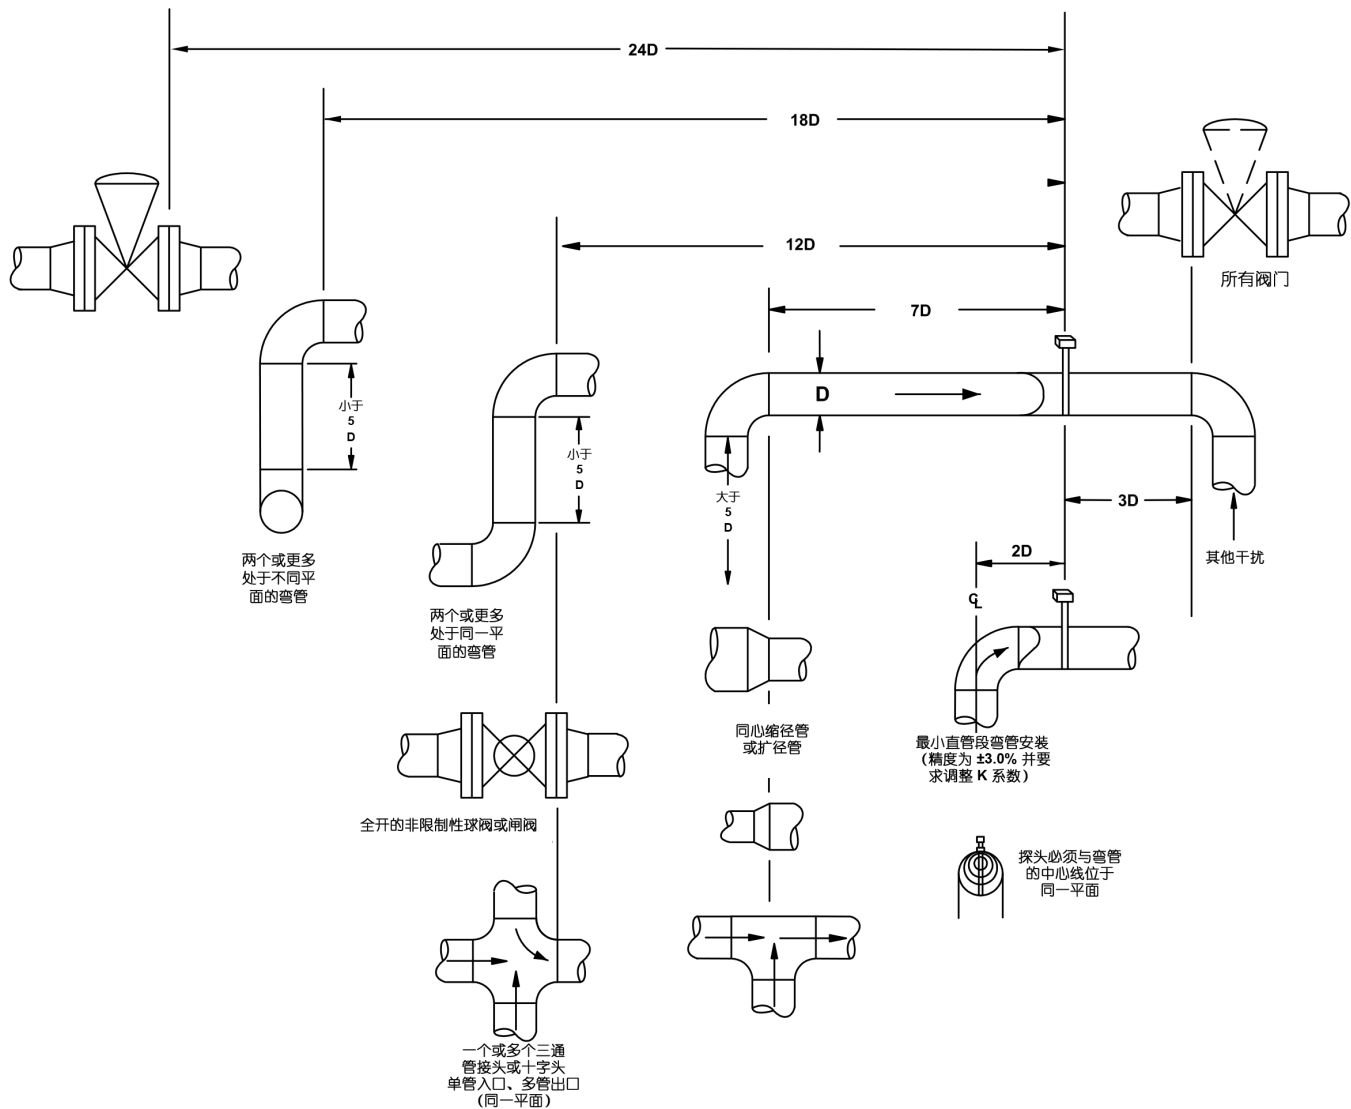 24D
18D
12D
所有阀门
7D
D
小于
5
D
小于
5
D
大于
5
D
3D
2D
其他干扰
CL
两个或更多
处于不同平
面的弯管
两个或更多
处于同一平
面的弯管
同心缩径管
或扩径管
最小直管段弯管安装
(精度为 ±3.0% 并要
求调整 K 系数)
全开的非限制性球阀或闸阀
探头必须与弯管
的中心线位于
同一平面
一个或多个三通
管接头或十字头
单管入口、多管出口
(同一平面)